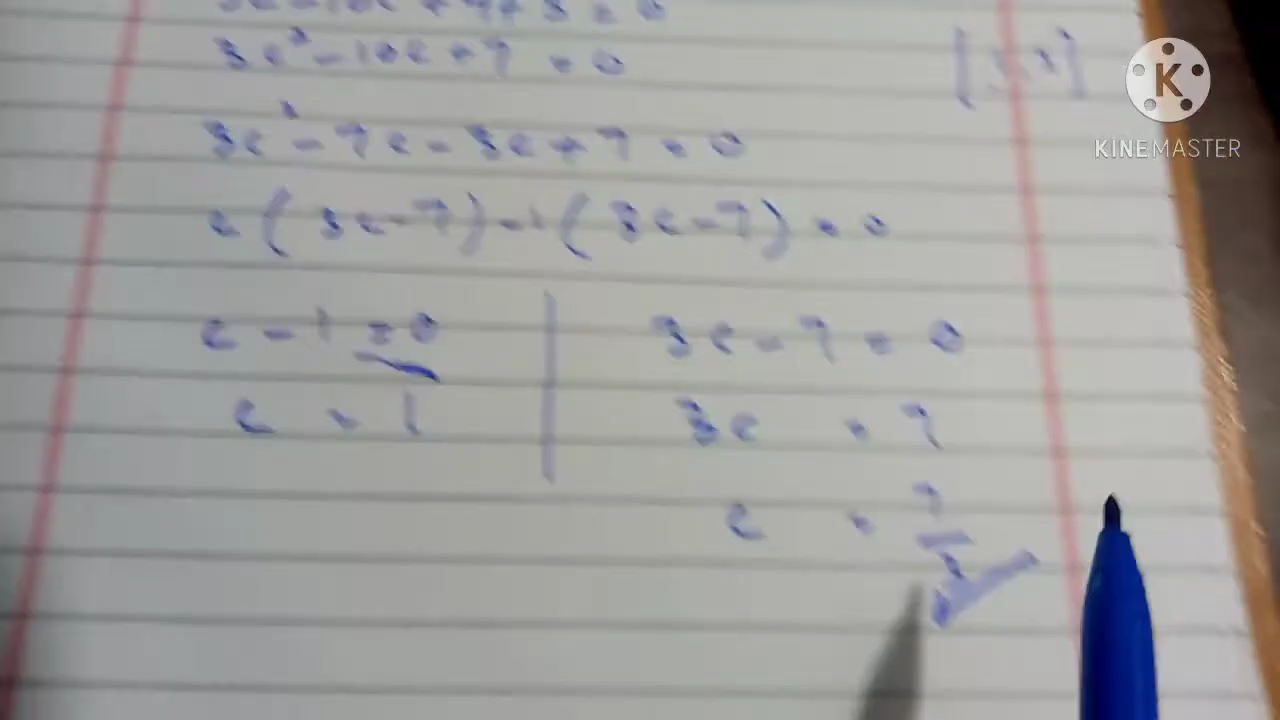 3c² - 10c + 7 = 0
3c² - 7c - 3c + 7 = 0
c ( 3c - 7 ) - 1 ( 3c - 7 ) = 0
c - 1 = 0
c = 1
3c - 7 = 0
3c = 7
c = 7/3
K
KINEMASTER